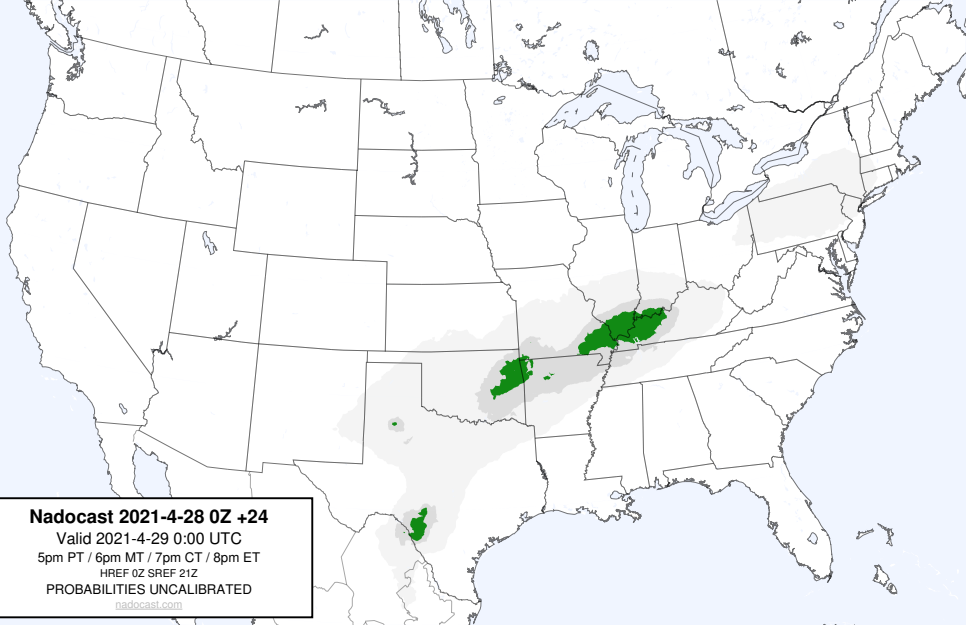 Nadocast 2021-4-28 0Z +24
Valid 2021-4-29 0:00 UTC
5pm PT / 6pm MT / 7pm CT / 8pm ET
HREF 0Z SREF 21Z
PROBABILITIES UNCALIBRATED
nadocast.com